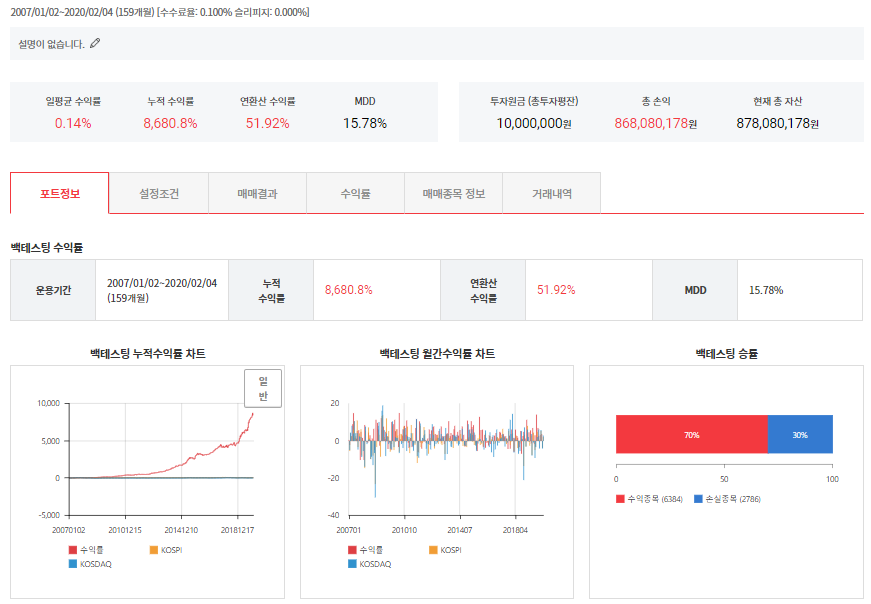 2007/01/02~2020/02/04 (159개월) [수수료율: 0.100% 슬리피지: 0.000%]
설명이 없습니다.
일평균 수익률 누적 수익률 연환산 수익률 MDD
0.14% 8,680.8% 51.92% 15.78%
투자원금 (총투자평잔) 총 손익 현재 총 자산
10,000,000원 868,080,178원 878,080,178원
포트정보 설정조건 매매결과 수익률 매매종목 정보 거래내역
백테스팅 수익률
운용기간
2007/01/02~2020/02/04
(159개월)
누적
수익률
8,680.8%
연환산
수익률
51.92%
MDD
15.78%
백테스팅 누적수익률 차트
일
반
10,000
5,000
0
-5,000
20070102 20101215 20141210 20181217
수익률 KOSPI
KOSDAQ
백테스팅 월간수익률 차트
20
0
-20
-40
200701 201010 201407 201804
수익률 KOSPI
KOSDAQ
백테스팅 승률
70% 30%
0 50 100
수익종목 (6384) 손실종목 (2786)